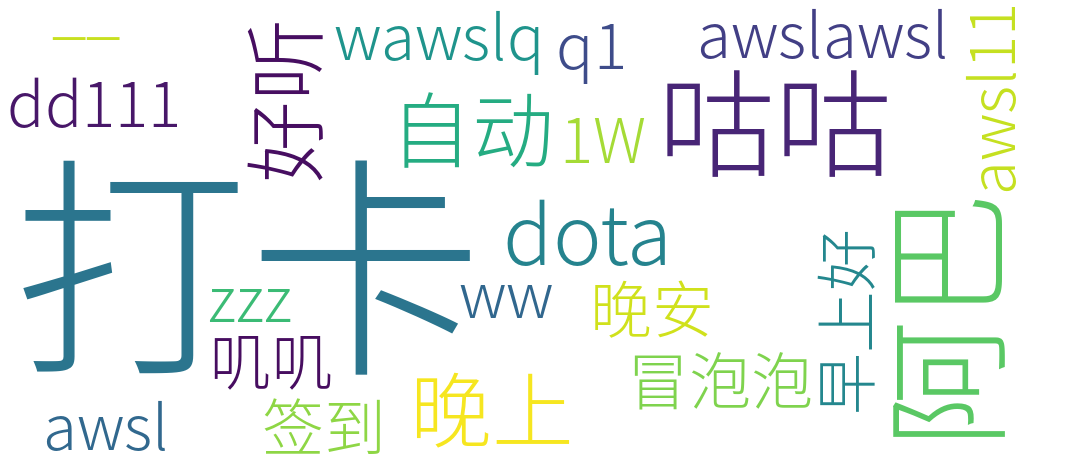 一一
wawslq
q1
awslawsl
awsl11
dd111
好听
自动
1W
咕咕
打卡
dota
阿巴
zzz
ww
晚安
早上好
叽叽
冒泡泡
awsl
签到
晚上